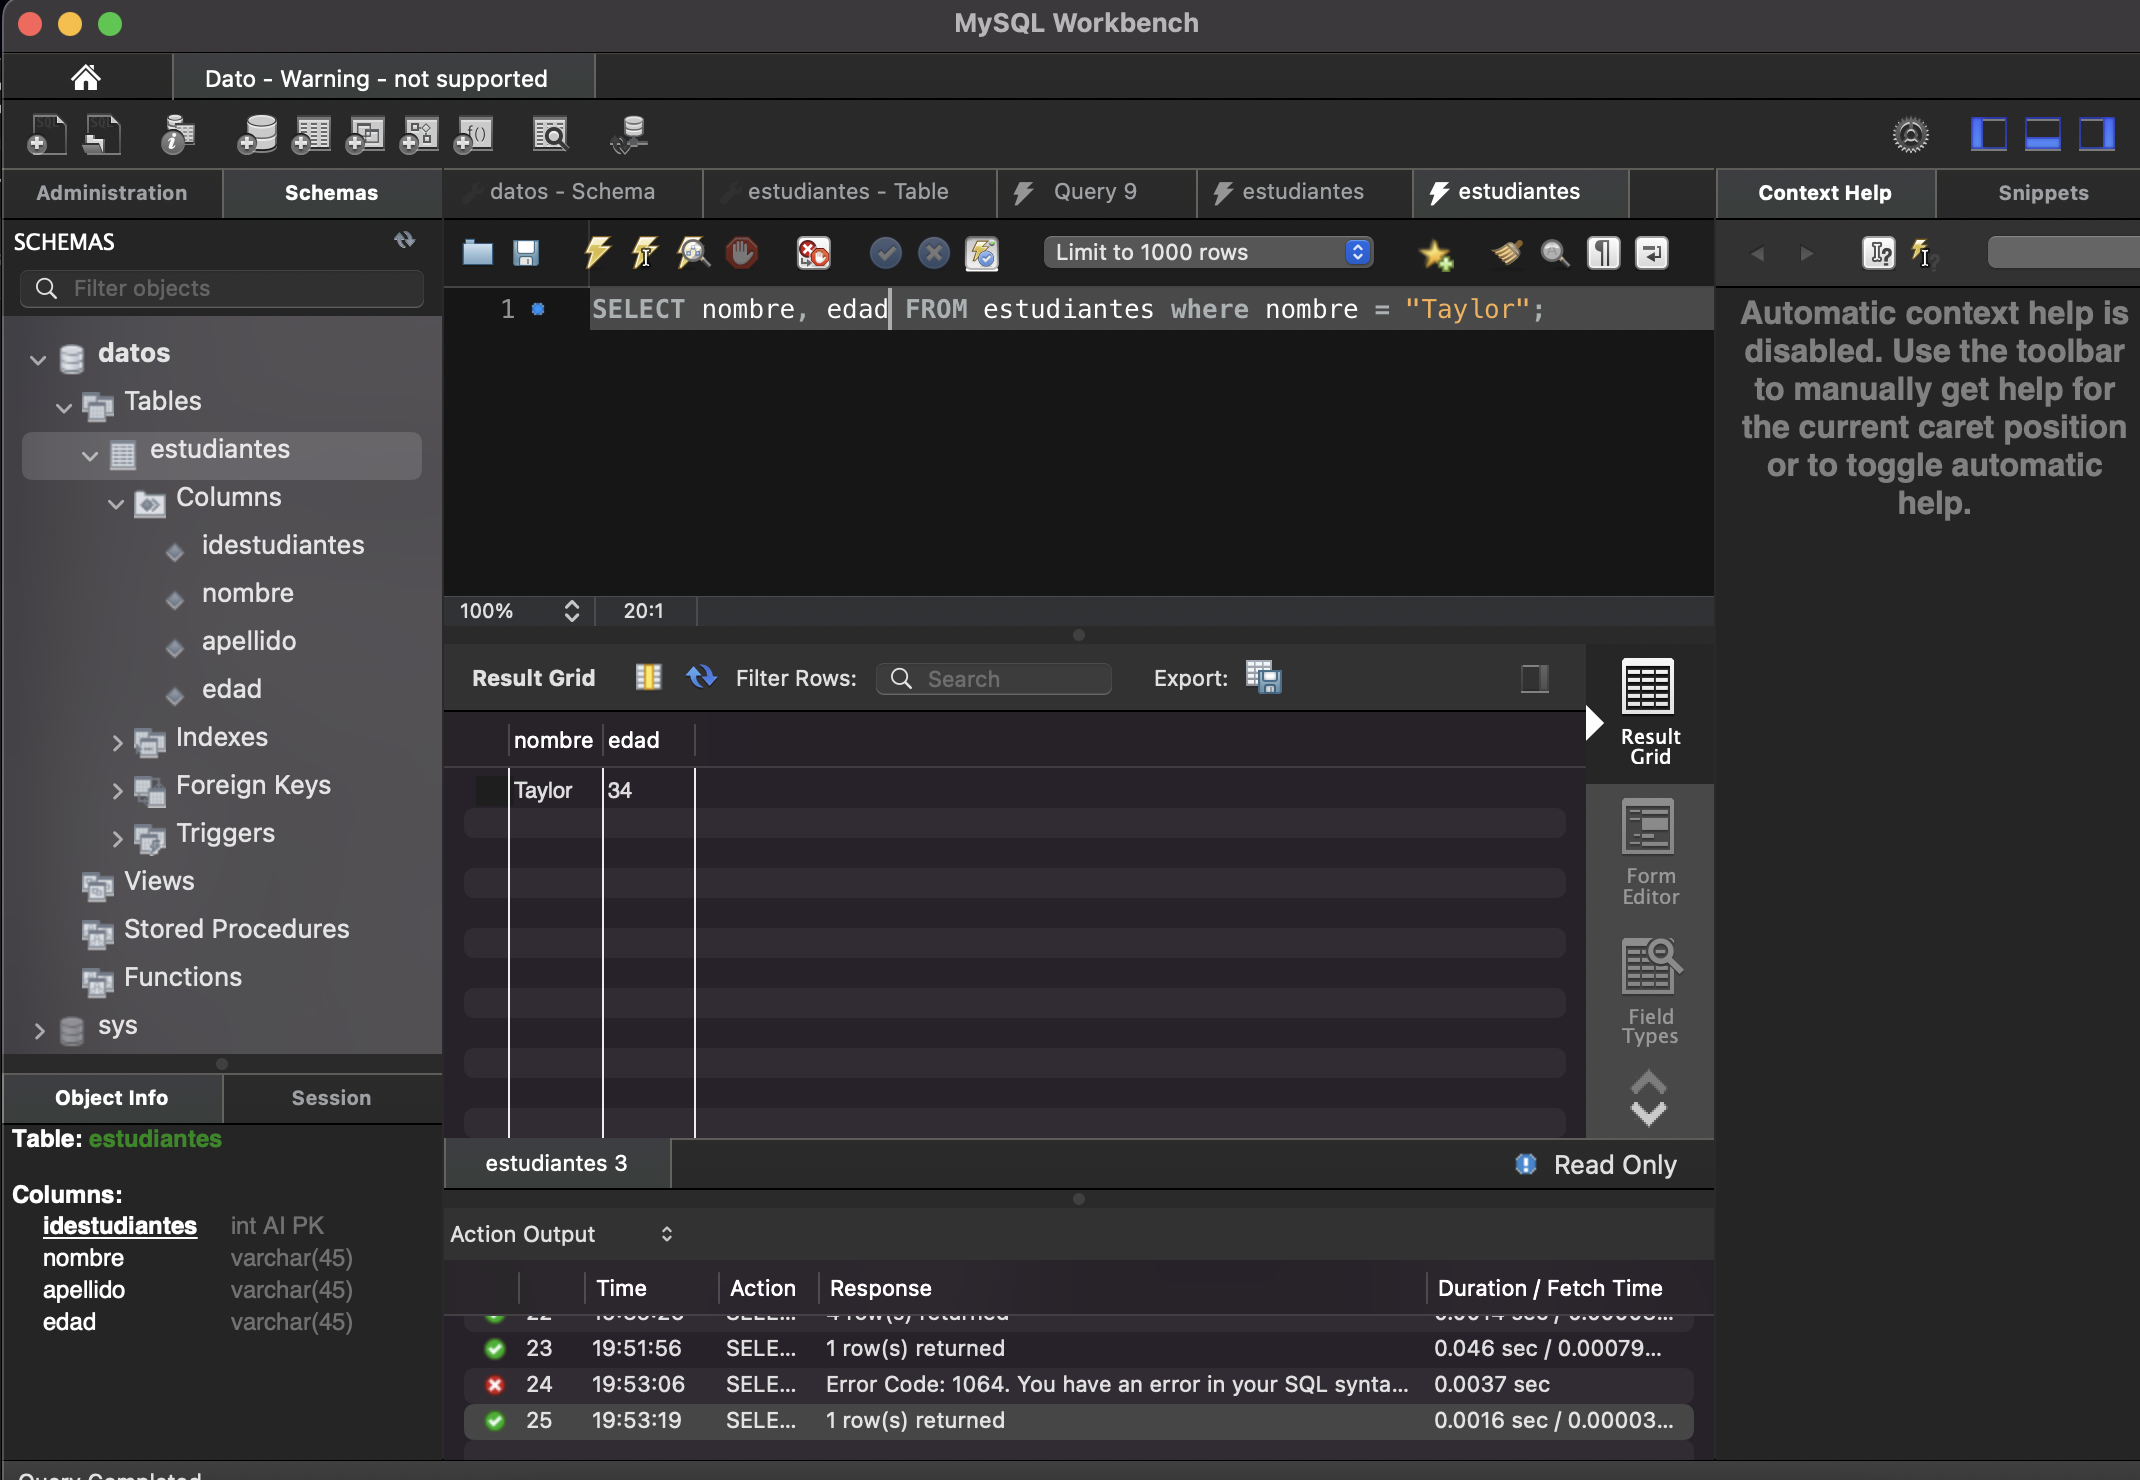 MySQL Workbench
Dato - Warning - not supported
Administration
Schemas
datos - Schema
estudiantes - Table
Query 9
estudiantes
estudiantes
Context Help
Snippets
SCHEMAS
Filter objects
Limit to 1000 rows
1 SELECT nombre, edad FROM estudiantes where nombre = "Taylor";
Automatic context help is
disabled. Use the toolbar
to manually get help for
the current caret position
or to toggle automatic
help.
datos
Tables
estudiantes
Columns
idestudiantes
nombre
apellido
edad
Indexes
Foreign Keys
Triggers
Views
Stored Procedures
Functions
sys
100% 20:1
Result Grid
Filter Rows:
Search
Export:
nombre edad
Taylor 34
Result
Grid
Form
Editor
Field
Types
estudiantes 3
Read Only
Object Info
Session
Table: estudiantes
Columns:
idestudiantes int AI PK
nombre varchar(45)
apellido varchar(45)
edad varchar(45)
Action Output
Time Action Response Duration / Fetch Time
22 SELE... 4 row(s) returned
23 19:51:56 SELE... 1 row(s) returned 0.046 sec / 0.00079...
24 19:53:06 SELE... Error Code: 1064. You have an error in your SQL synta... 0.0037 sec
25 19:53:19 SELE... 1 row(s) returned 0.0016 sec / 0.00003...
Query Completed